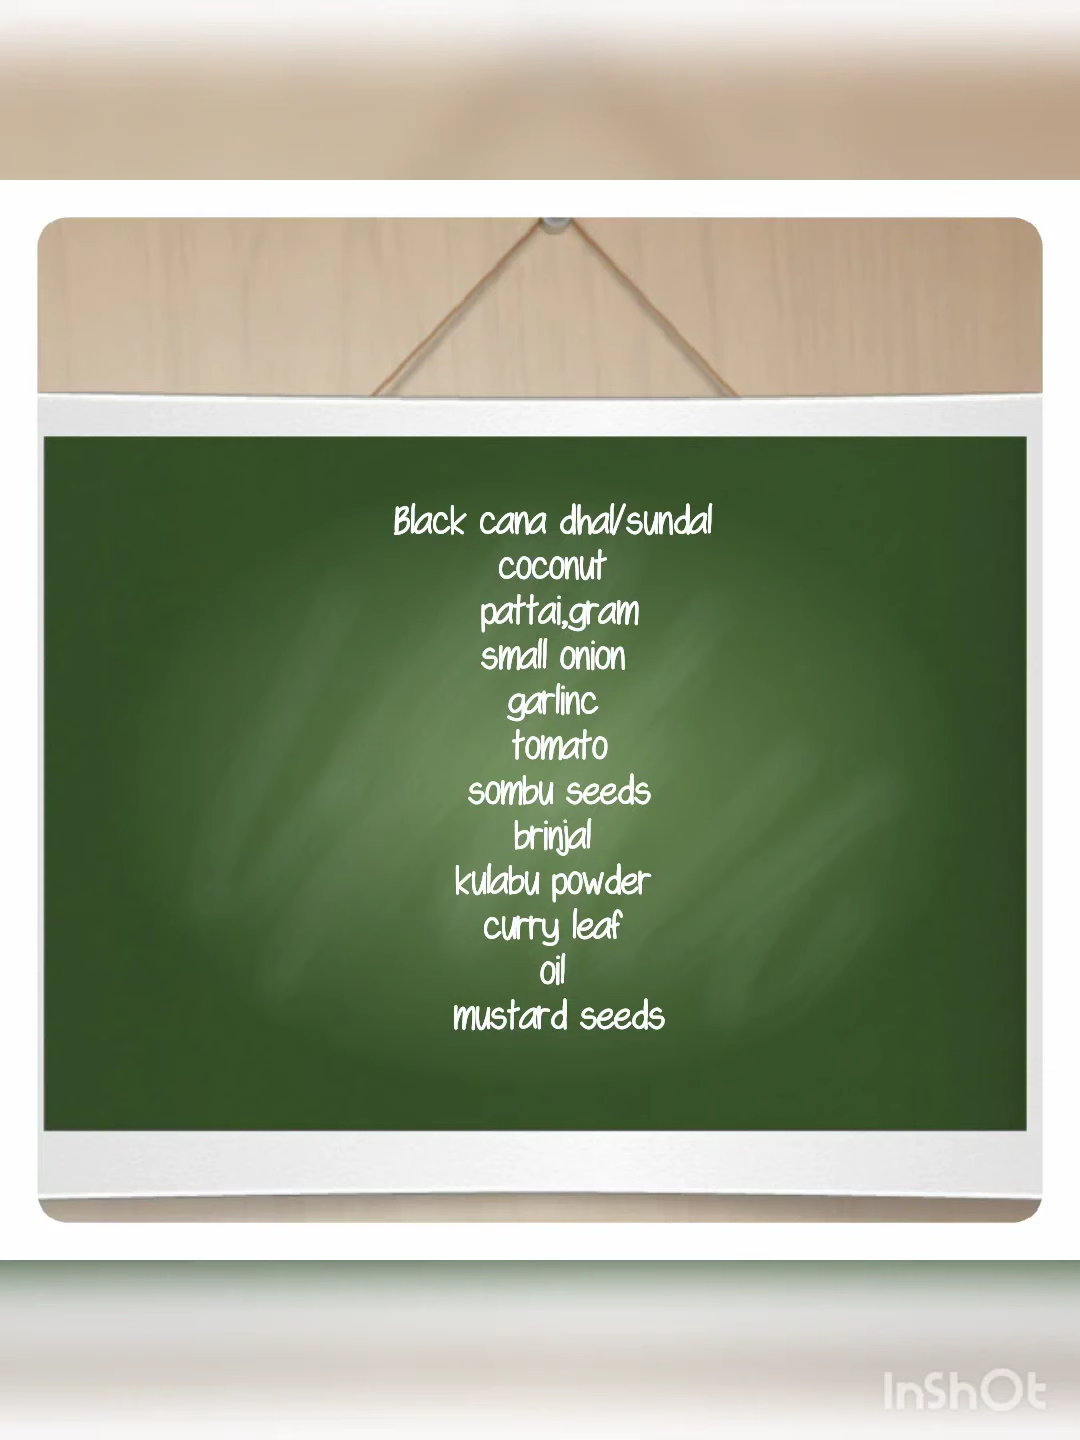 Black cana dhal/sundal
coconut
pattai,gram
small onion
garlinc
tomato
sombu seeds
brinjal
kulabu powder
curry leaf
oil
mustard seeds
InShOt